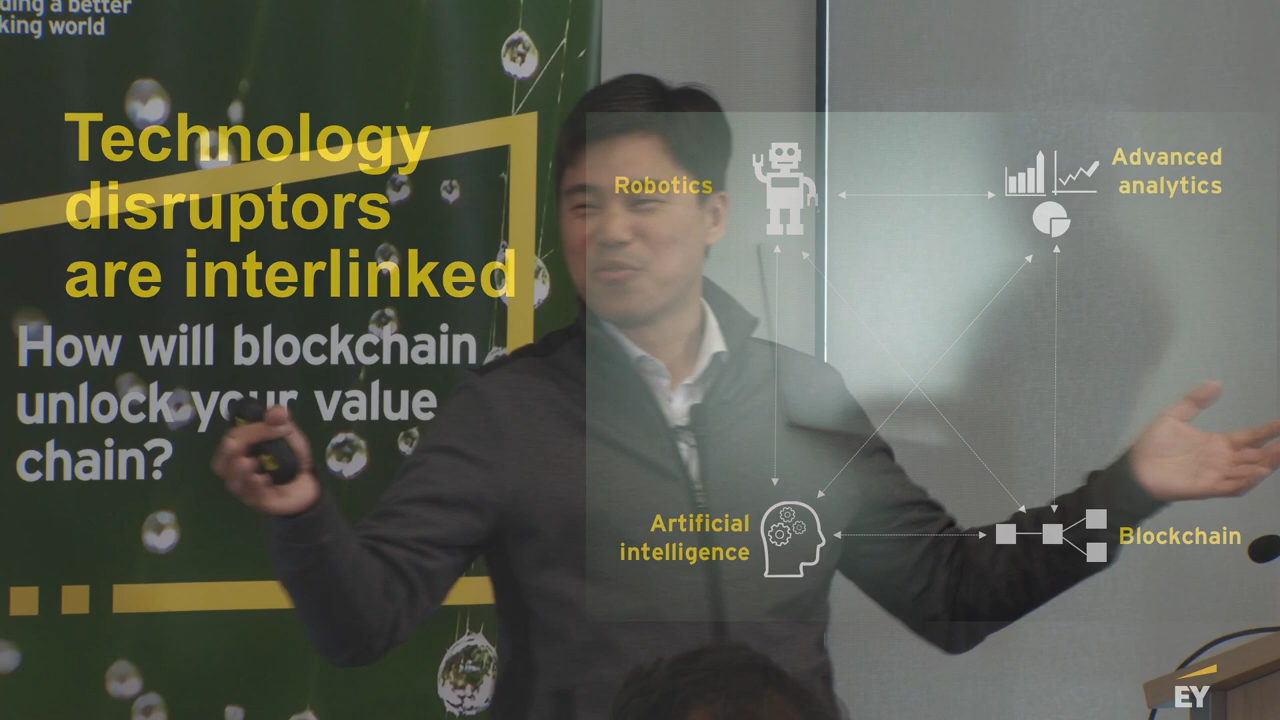 ding a better
king world
Technology
disruptors
are interlinked
How will blockchain
unlock your value
chain?
Robotics
Advanced
analytics
Artificial
intelligence
Blockchain
EY